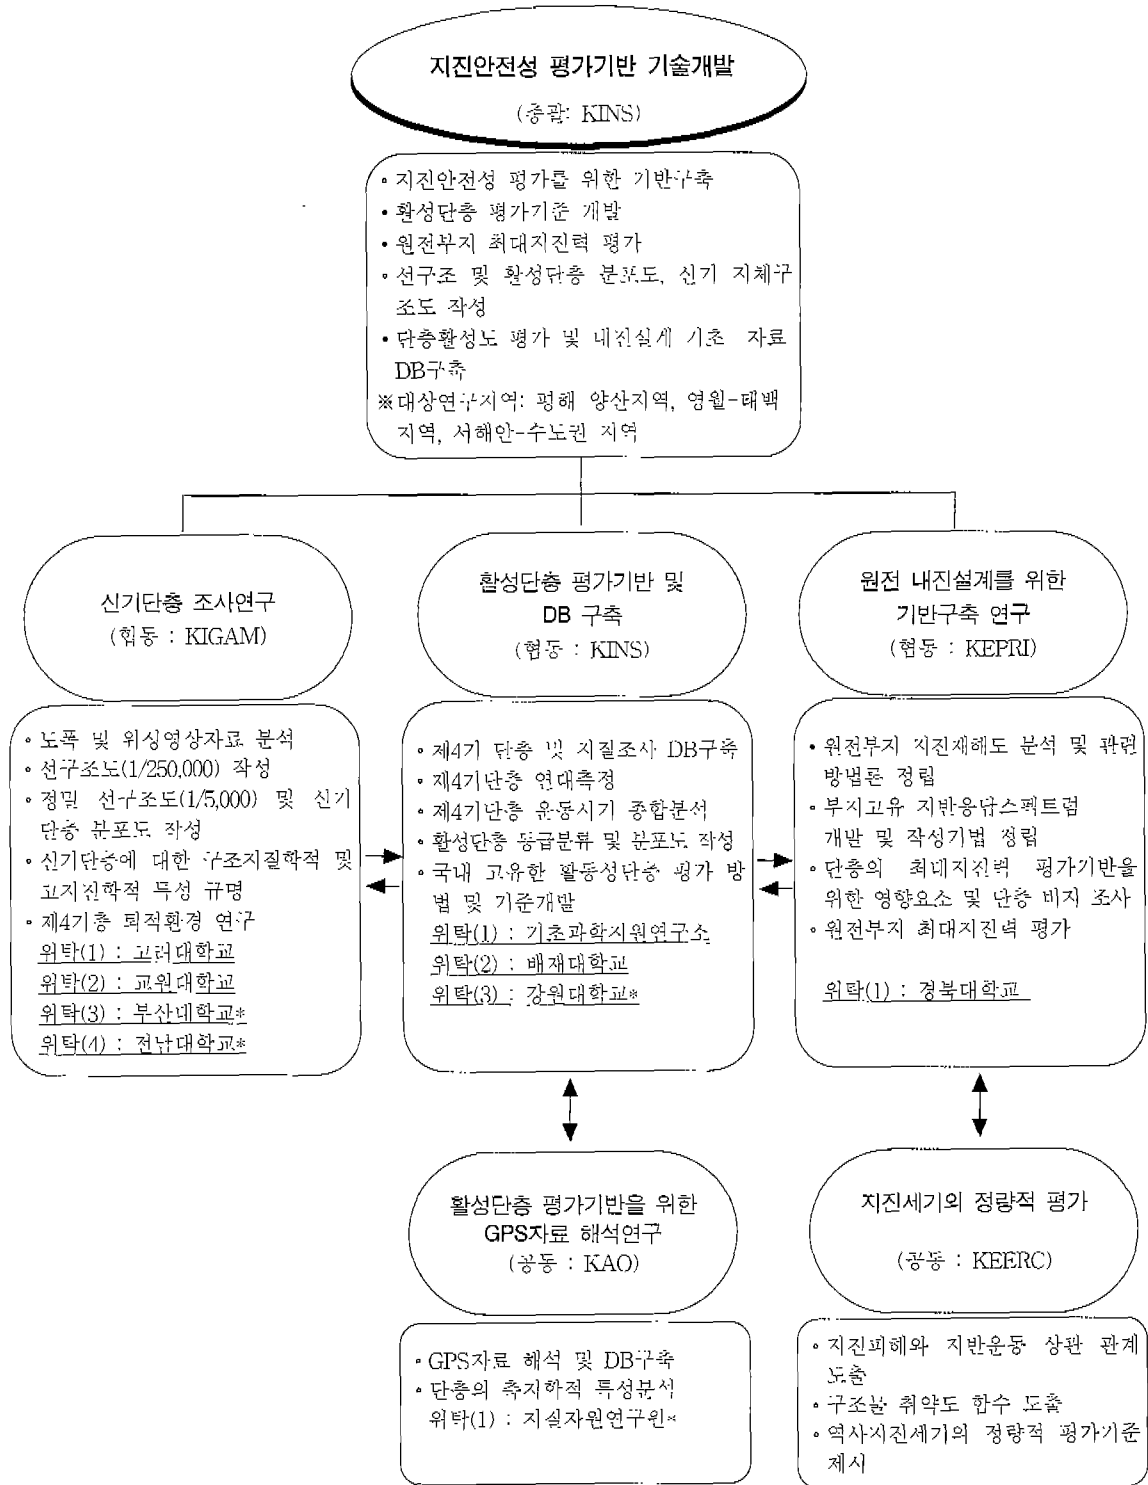 지진안전성 평가기반 기술개발
(총괄: KINS)
• 지진안전성 평가를 위한 기반구축
• 활성단층 평가기준 개발
• 원전부지 최대지진력 평가
• 선구조 및 활성단층 분포도, 신기 지체구
조도 작성
• 단층활성도 평가 및 내진설계 기초 자료
DB구축
※대상연구지역: 평해 양산지역, 영월-태백
지역, 서해안-수도권 지역
신기단층 조사연구
(협동 : KIGAM)
• 도폭 및 위성영상자료 분석
• 선구조도(1/250,000) 작성
• 정밀 선구조도(1/5,000) 및 신기
단층 분포도 작성
• 신기단층에 대한 구조지질학적 및
고지진학적 특성 규명
• 제4기층 퇴적환경 연구
위탁(1) : 고려대학교
위탁(2) : 교원대학교
위탁(3) : 부산대학교*
위탁(4) : 전남대학교*
활성단층 평가기반 및
DB 구축
(협동 : KINS)
• 제4기 단층 및 지질조사 DB구축
• 제4기단층 연대측정
• 제4기단층 운동시기 종합분석
• 활성단층 등급분류 및 분포도 작성
• 국내 고유한 활동성단층 평가 방
법 및 기준개발
위탁(1) : 기초과학지원연구소
위탁(2) : 배재대학교
위탁(3) : 강원대학교*
원전 내진설계를 위한
기반구축 연구
(협동 : KEPRI)
• 원전부지 지진재해도 분석 및 관련
방법론 정립
• 부지고유 지반응답스펙트럼
개발 및 작성기법 정립
• 단층의 최대지진력 평가기반을
위한 영향요소 및 단층 비지 조사
• 원전부지 최대지진력 평가
위탁(1) : 경북대학교
활성단층 평가기반을 위한
GPS자료 해석연구
(공동 : KAO)
• GPS자료 해석 및 DB구축
• 단층의 측지학적 특성분석
위탁(1) : 지질자원연구원*
지진세기의 정량적 평가
(공동 : KEERC)
• 지진피해와 지반운동 상관 관계
도출
• 구조물 취약도 함수 도출
• 역사지진세기의 정량적 평가기준
제시